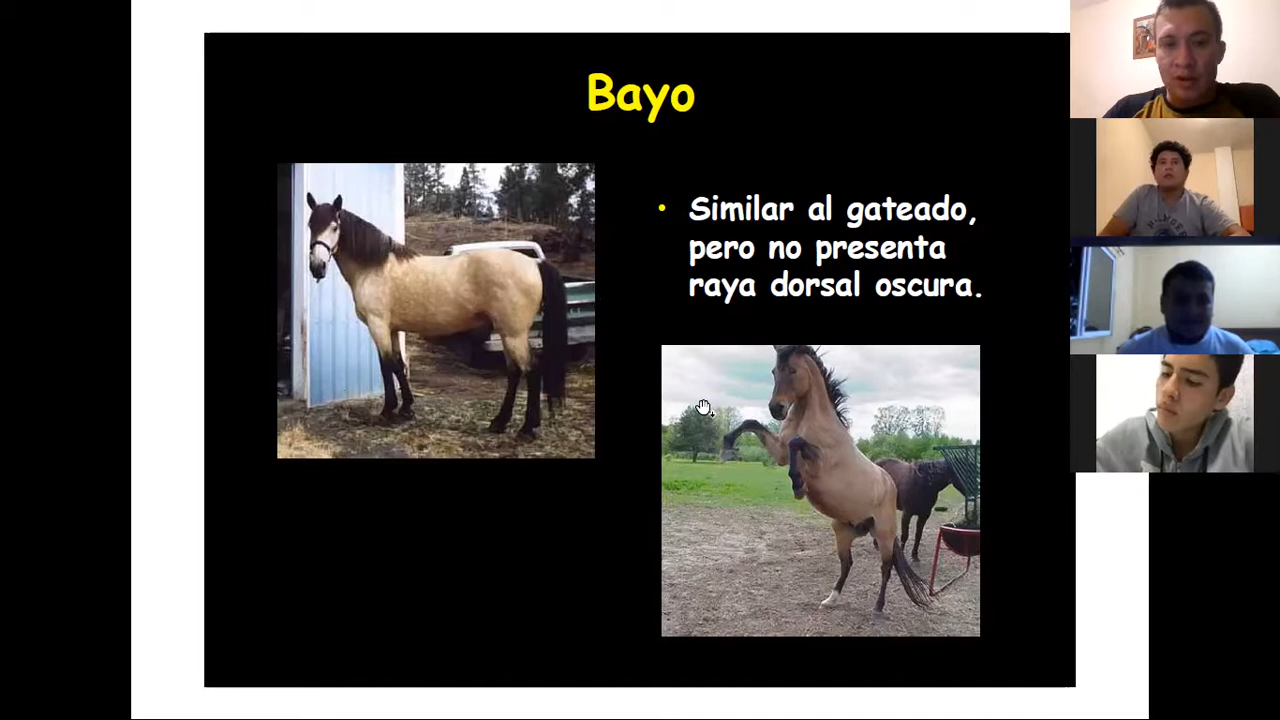 Bayo
• Similar al gateado,
pero no presenta
raya dorsal oscura.